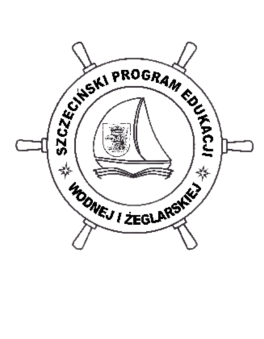 SZCZECIŃSKI PROGRAM EDUKACJI
WODNEJ I ŻEGLARSKIEJ